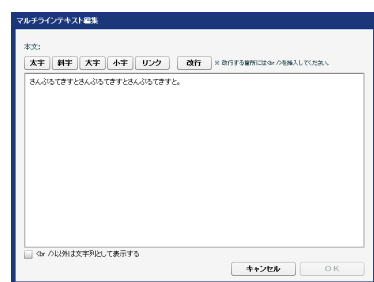 マルチラインテキスト編集
本文:
太字 斜字 大字 小字 リンク 改行 ※ 改行する箇所には<br />を挿入してください。
さんぷるてきすとさんぷるてきすとさんぷるてきすと。
<br />以外は文字列として表示する
キャンセル OK